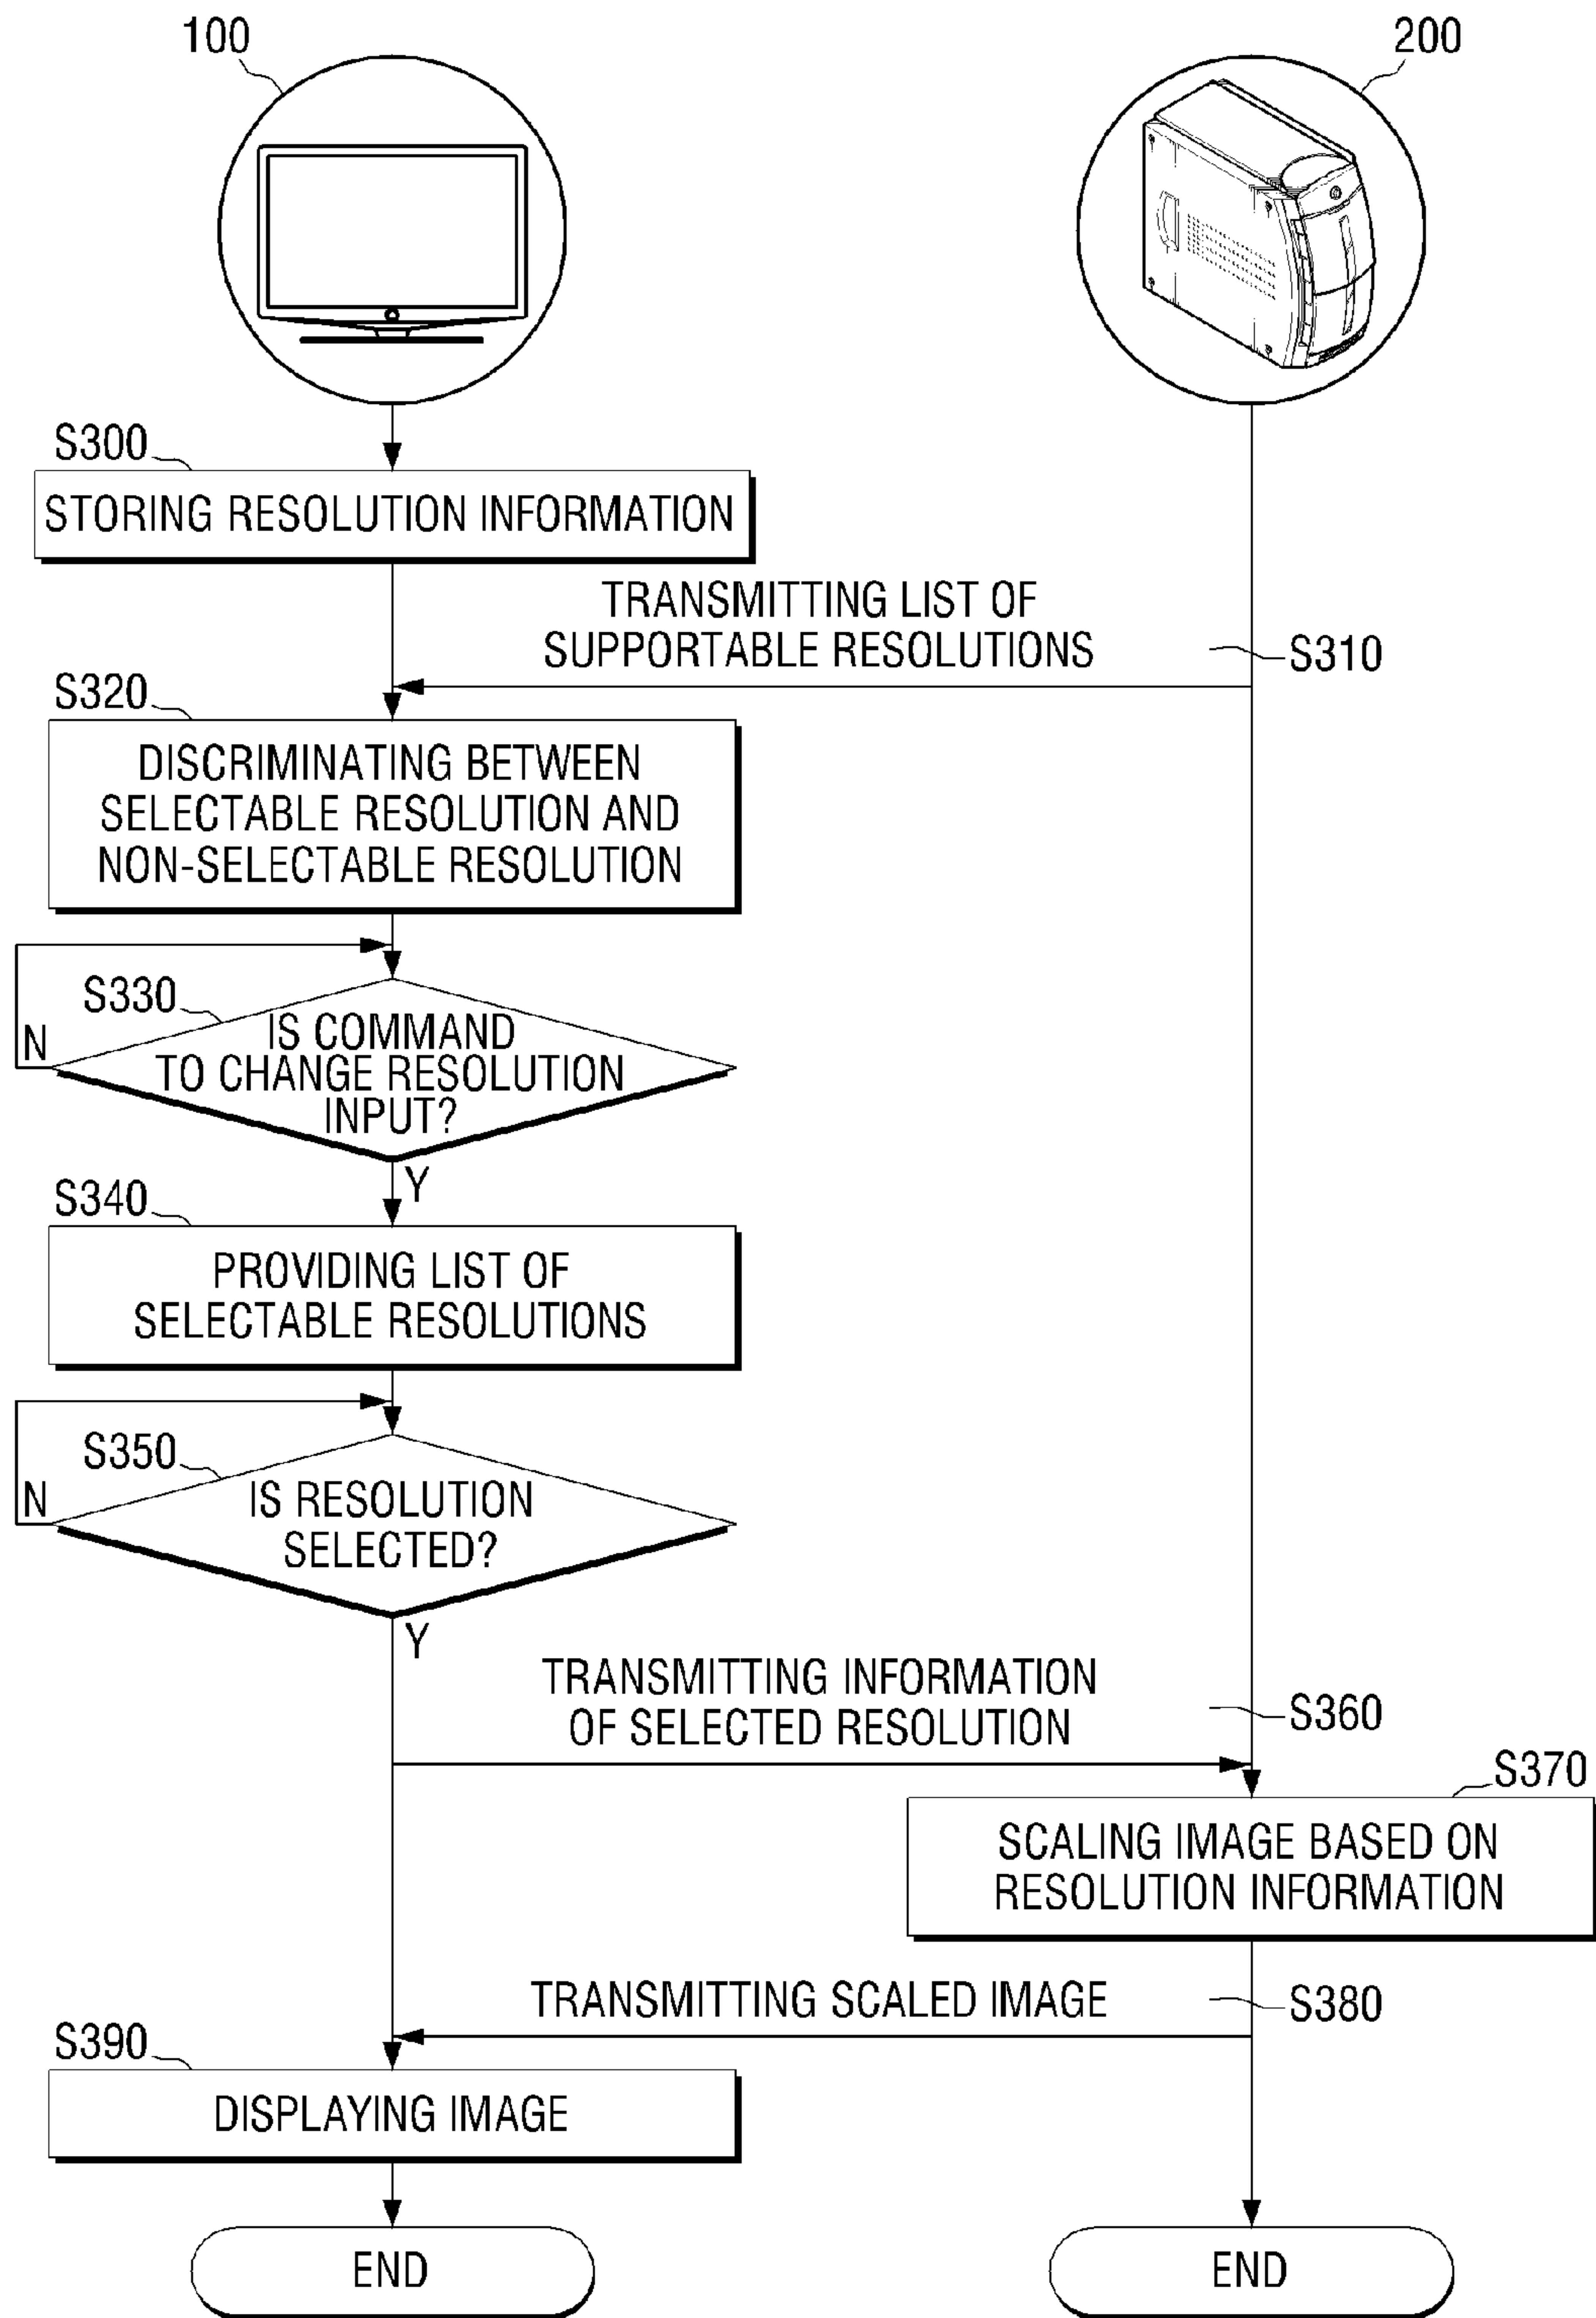 100
200
S300
STORING RESOLUTION INFORMATION
TRANSMITTING LIST OF
SUPPORTABLE RESOLUTIONS
S310
S320
DISCRIMINATING BETWEEN
SELECTABLE RESOLUTION AND
NON-SELECTABLE RESOLUTION
S330
N
IS COMMAND
TO CHANGE RESOLUTION
INPUT?
Y
S340
PROVIDING LIST OF
SELECTABLE RESOLUTIONS
S350
N
IS RESOLUTION
SELECTED?
Y
TRANSMITTING INFORMATION
OF SELECTED RESOLUTION
S360
S370
SCALING IMAGE BASED ON
RESOLUTION INFORMATION
TRANSMITTING SCALED IMAGE
S380
S390
DISPLAYING IMAGE
END
END